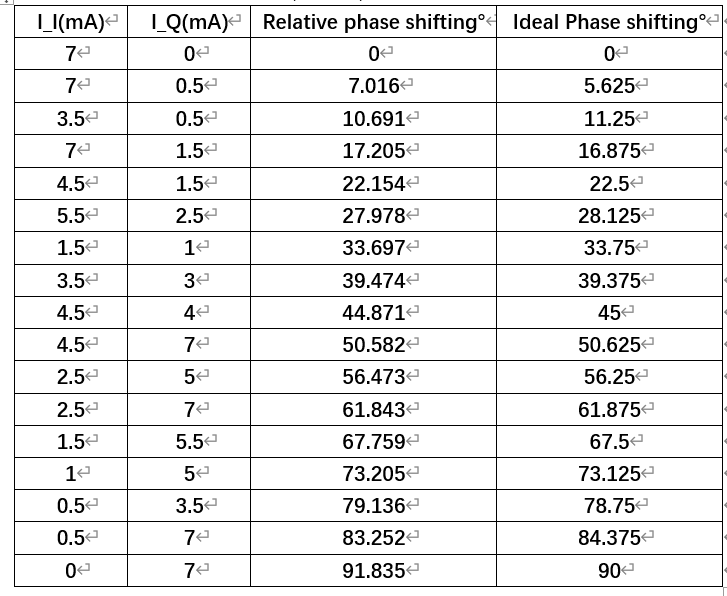 I_I(mA) I_Q(mA) Relative phase shifting° Ideal Phase shifting°
7 0 0 0
7 0.5 7.016 5.625
3.5 0.5 10.691 11.25
7 1.5 17.205 16.875
4.5 1.5 22.154 22.5
5.5 2.5 27.978 28.125
1.5 1 33.697 33.75
3.5 3 39.474 39.375
4.5 4 44.871 45
4.5 7 50.582 50.625
2.5 5 56.473 56.25
2.5 7 61.843 61.875
1.5 5.5 67.759 67.5
1 5 73.205 73.125
0.5 3.5 79.136 78.75
0.5 7 83.252 84.375
0 7 91.835 90